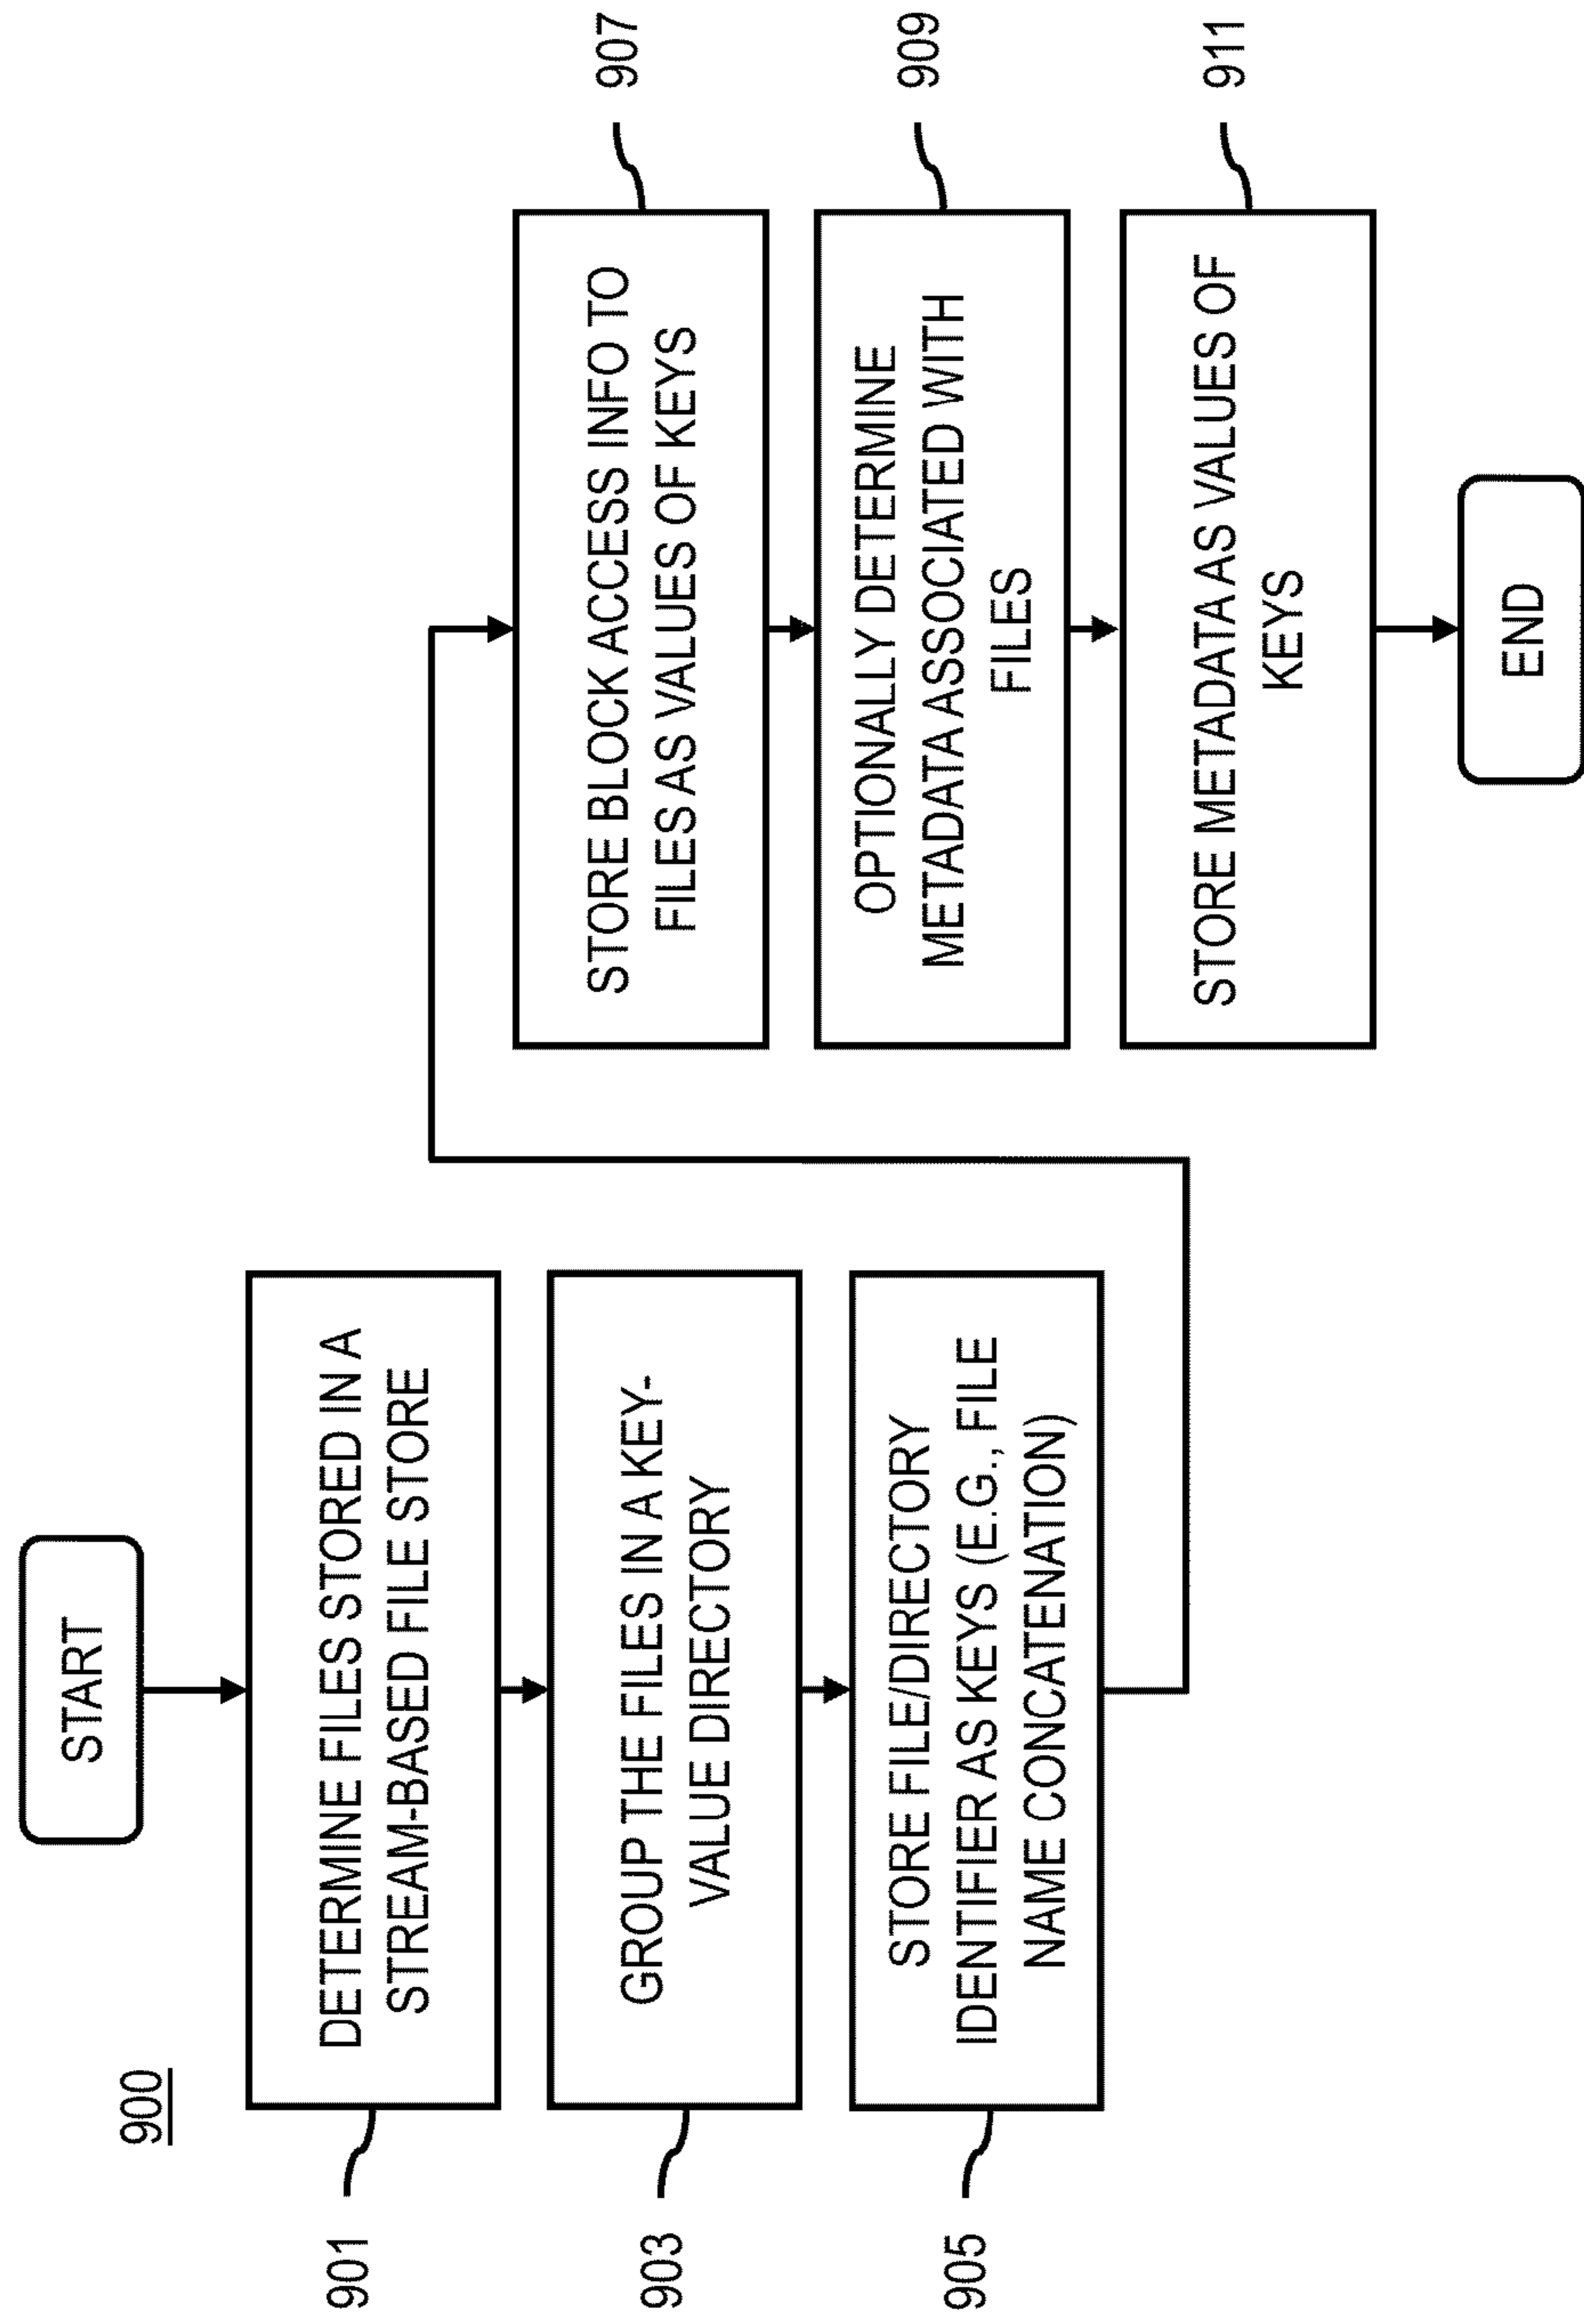 900
START
901
DETERMINE FILES STORED IN A
STREAM-BASED FILE STORE
903
GROUP THE FILES IN A KEY-
VALUE DIRECTORY
905
STORE FILE/DIRECTORY
IDENTIFIER AS KEYS (E.G., FILE
NAME CONCATENATION)
STORE BLOCK ACCESS INFO TO
FILES AS VALUES OF KEYS
907
OPTIONALLY DETERMINE
METADATA ASSOCIATED WITH
FILES
909
STORE METADATA AS VALUES OF
KEYS
911
END